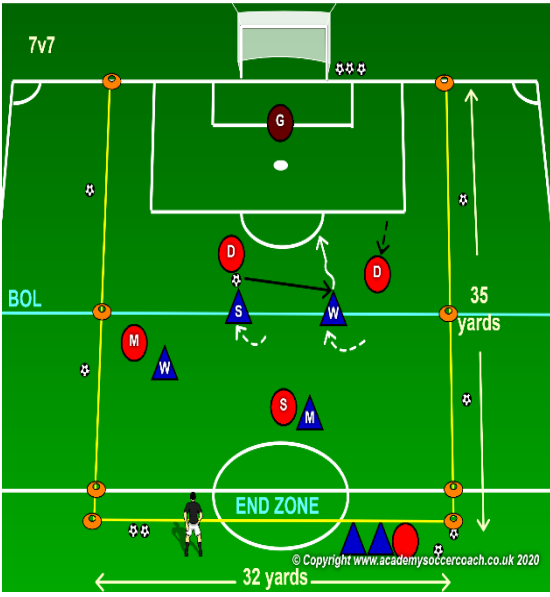 7v7
G
D
D
BOL
S
W
35
yards
M
W
S
M
END ZONE
© Copyright www.academysoccercoach.co.uk 2020
32 yards